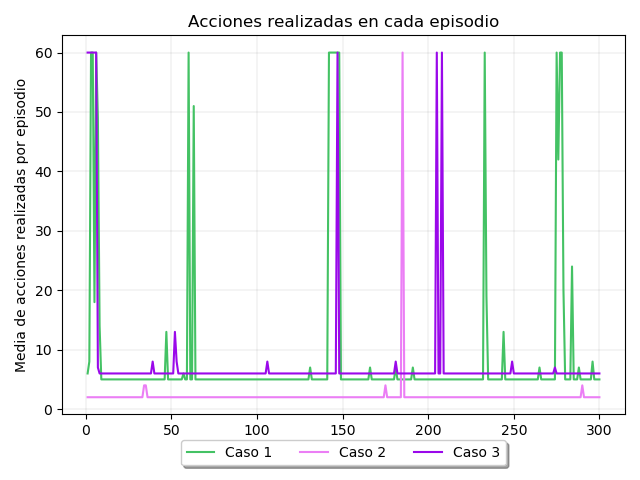 Acciones realizadas en cada episodio
Media de acciones realizadas por episodio
60
50
40
30
20
10
0
0 50 100 150 200 250 300
Caso 1 Caso 2 Caso 3